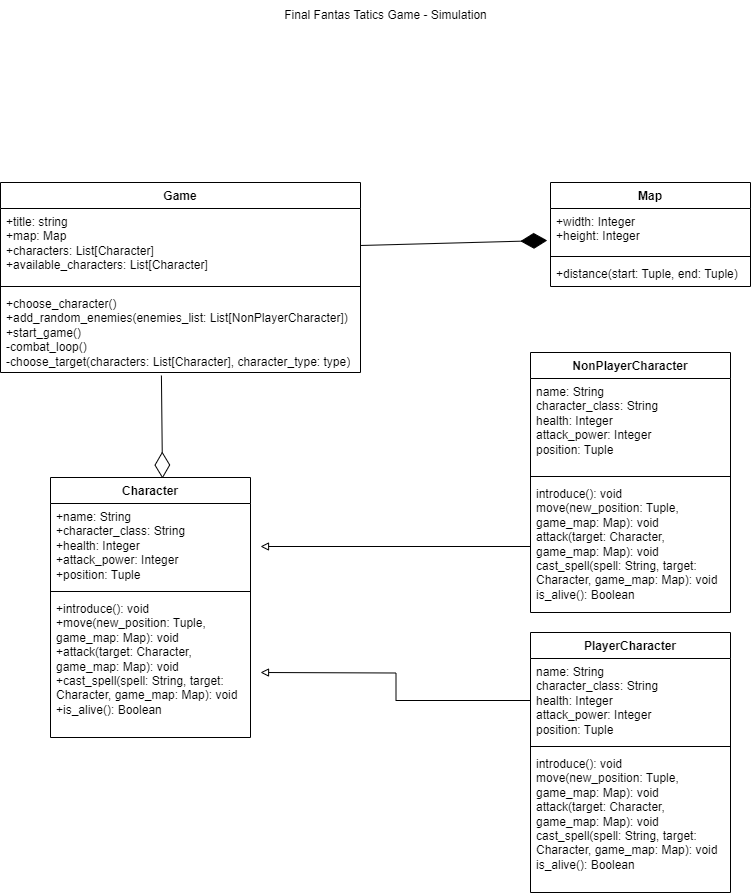 Final Fantas Tatics Game - Simulation
Game
+title: string
+map: Map
+characters: List[Character]
+available_characters: List[Character]
+choose_character()
+add_random_enemies(enemies_list: List[NonPlayerCharacter])
+start_game()
-combat_loop()
-choose_target(characters: List[Character], character_type: type)
Map
+width: Integer
+height: Integer
+distance(start: Tuple, end: Tuple)
NonPlayerCharacter
name: String
character_class: String
health: Integer
attack_power: Integer
position: Tuple
introduce(): void
move(new_position: Tuple,
game_map: Map): void
attack(target: Character,
game_map: Map): void
cast_spell(spell: String, target:
Character, game_map: Map): void
is_alive(): Boolean
Character
+name: String
+character_class: String
+health: Integer
+attack_power: Integer
+position: Tuple
+introduce(): void
+move(new_position: Tuple,
game_map: Map): void
+attack(target: Character,
game_map: Map): void
+cast_spell(spell: String, target:
Character, game_map: Map): void
+is_alive(): Boolean
PlayerCharacter
name: String
character_class: String
health: Integer
attack_power: Integer
position: Tuple
introduce(): void
move(new_position: Tuple,
game_map: Map): void
attack(target: Character,
game_map: Map): void
cast_spell(spell: String, target:
Character, game_map: Map): void
is_alive(): Boolean